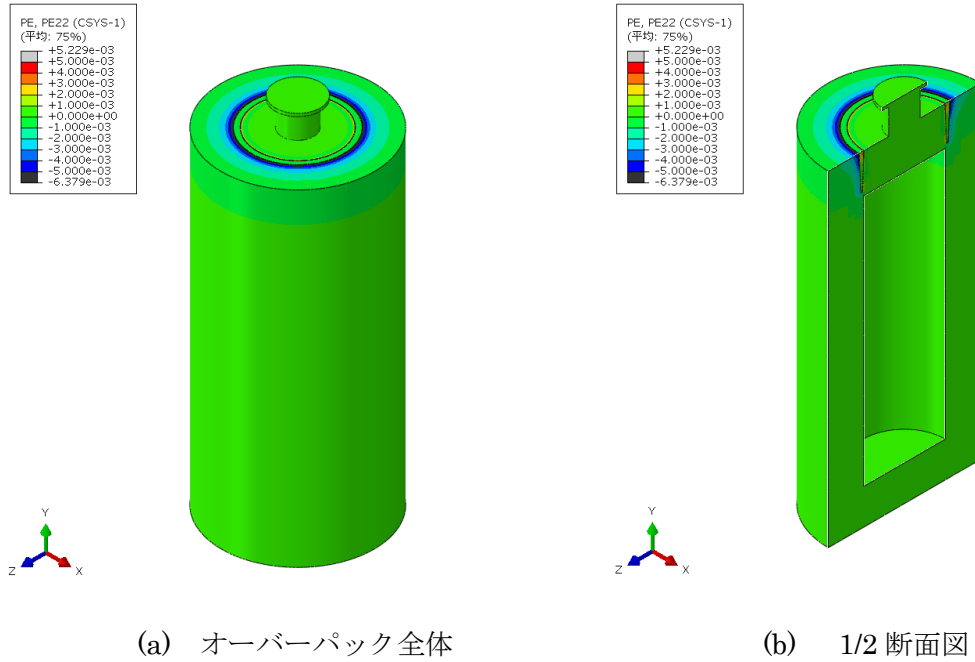 PE, PE22 (CSYS-1)
(平均: 75%)
+5.229e-03
+5.000e-03
+4.000e-03
+3.000e-03
+2.000e-03
+1.000e-03
+0.000e+00
-1.000e-03
-2.000e-03
-3.000e-03
-4.000e-03
-5.000e-03
-6.379e-03
Y
Z
X
(a) オーバーパック全体
PE, PE22 (CSYS-1)
(平均: 75%)
+5.229e-03
+5.000e-03
+4.000e-03
+3.000e-03
+2.000e-03
+1.000e-03
+0.000e+00
-1.000e-03
-2.000e-03
-3.000e-03
-4.000e-03
-5.000e-03
-6.379e-03
Y
Z
X
(b) 1/2 断面図